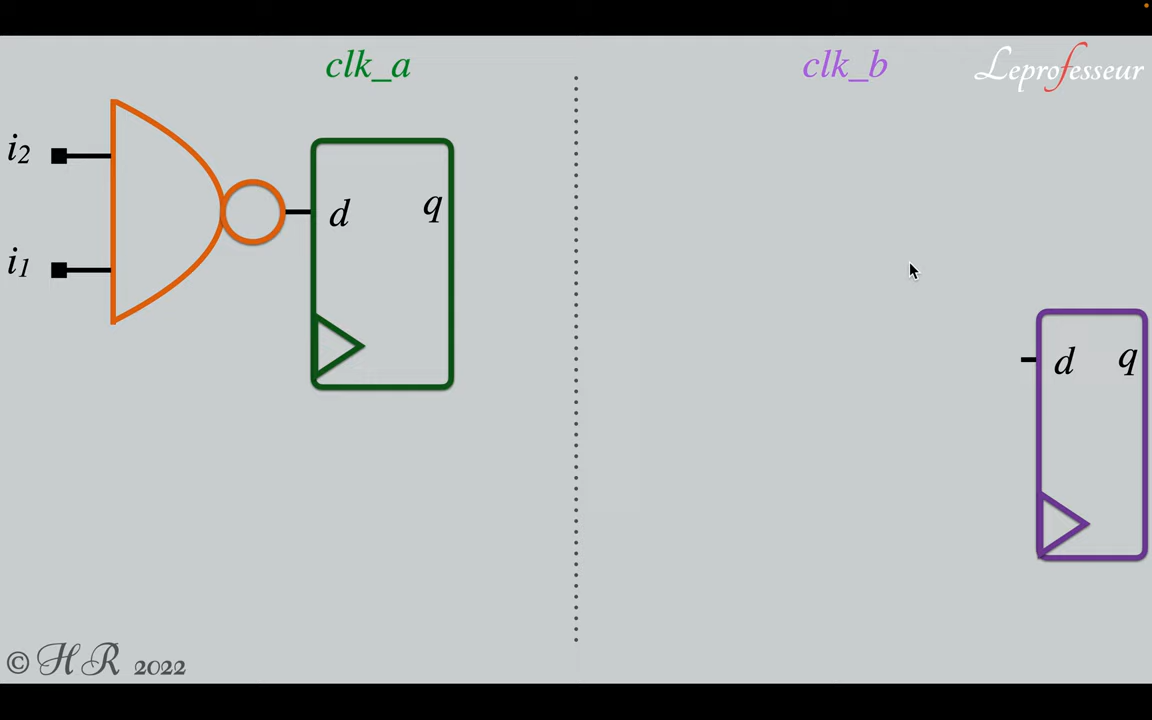 clk_a
clk_b
Leprofesseur
i2
i1
d
q
d
q
© HR 2022